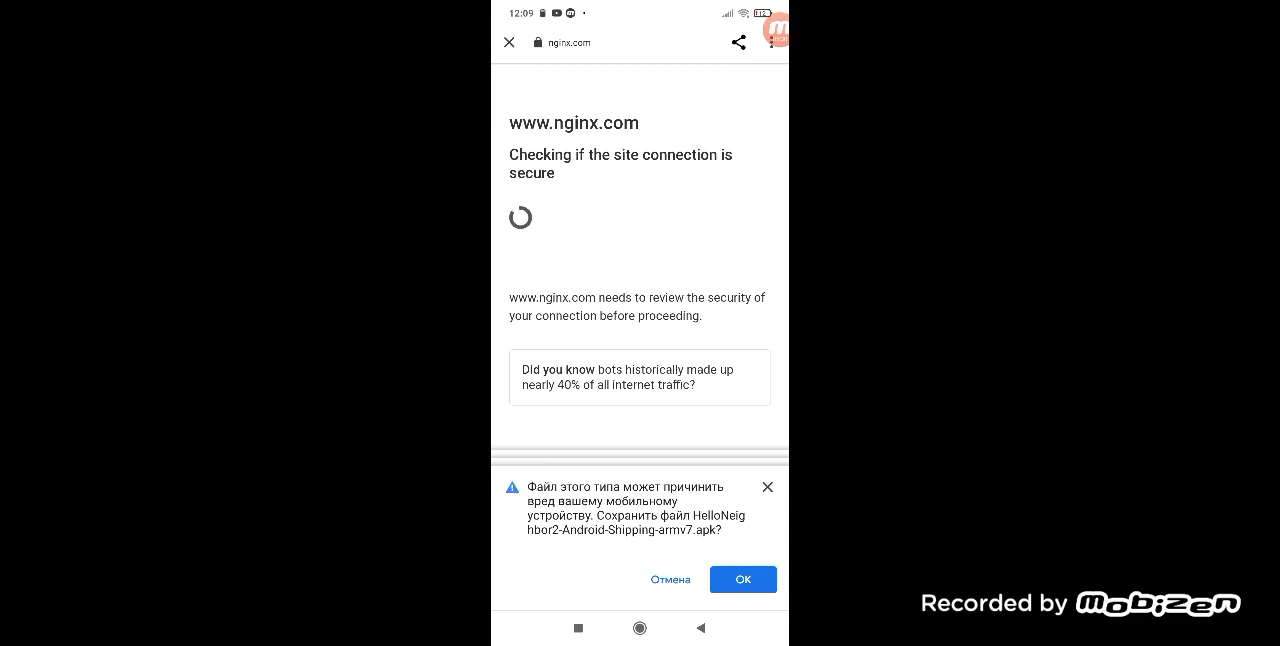 12:09
12
nginx.com
www.nginx.com
Checking if the site connection is
secure
www.nginx.com needs to review the security of
your connection before proceeding.
Did you know bots historically made up
nearly 40% of all internet traffic?
Файл этого типа может причинить
вред вашему мобильному
устройству. Сохранить файл HelloNeig
hbor2-Android-Shipping-armv7.apk?
Отмена
OK
Recorded by mobizen